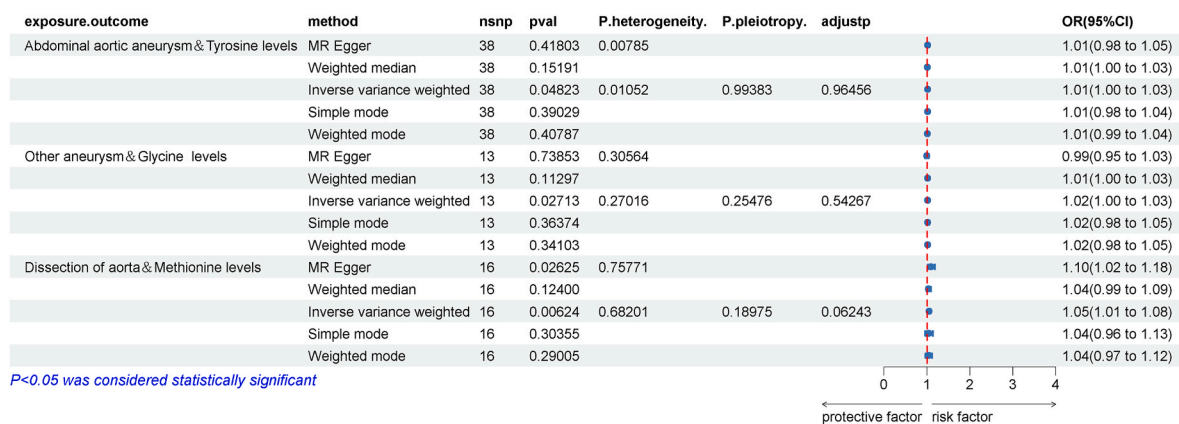 exposure.outcome method nsnp pval P.heterogeneity. P.pleiotropy. adjustp OR(95%CI)
Abdominal aortic aneurysm＆Tyrosine levels MR Egger 38 0.41803 0.00785 1.01(0.98 to 1.05)
Weighted median 38 0.15191 1.01(1.00 to 1.03)
Inverse variance weighted 38 0.04823 0.01052 0.99383 0.96456 1.01(1.00 to 1.03)
Simple mode 38 0.39029 1.01(0.98 to 1.04)
Weighted mode 38 0.40787 1.01(0.99 to 1.04)
Other aneurysm＆Glycine levels MR Egger 13 0.73853 0.30564 0.99(0.95 to 1.03)
Weighted median 13 0.11297 1.01(1.00 to 1.03)
Inverse variance weighted 13 0.02713 0.27016 0.25476 0.54267 1.02(1.00 to 1.03)
Simple mode 13 0.36374 1.02(0.98 to 1.05)
Weighted mode 13 0.34103 1.02(0.98 to 1.05)
Dissection of aorta＆Methionine levels MR Egger 16 0.02625 0.75771 1.10(1.02 to 1.18)
Weighted median 16 0.12400 1.04(0.99 to 1.09)
Inverse variance weighted 16 0.00624 0.68201 0.18975 0.06243 1.05(1.01 to 1.08)
Simple mode 16 0.30355 1.04(0.96 to 1.13)
Weighted mode 16 0.29005 1.04(0.97 to 1.12)
P<0.05 was considered statistically significant
0 1 2 3 4
protective factor risk factor